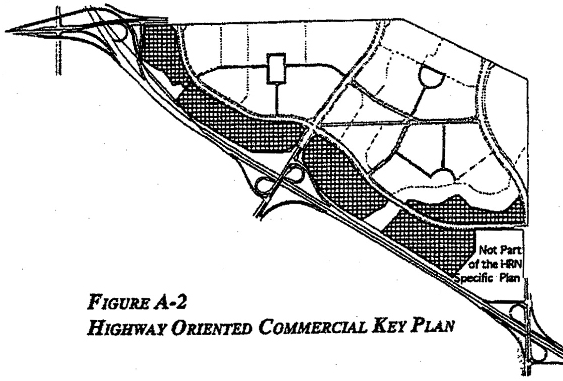 Not Part
of the HRN
Specific Plan
FIGURE A-2
HIGHWAY ORIENTED COMMERCIAL KEY PLAN